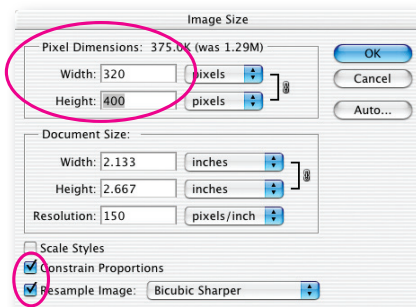 Image Size
Pixel Dimensions: 375.0K (was 1.29M)
Width: 320 pixels
Height: 400 pixels
OK
Cancel
Auto...
Document Size:
Width: 2.133 inches
Height: 2.667 inches
Resolution: 150 pixels/inch
Scale Styles
Constrain Proportions
Resample Image: Bicubic Sharper